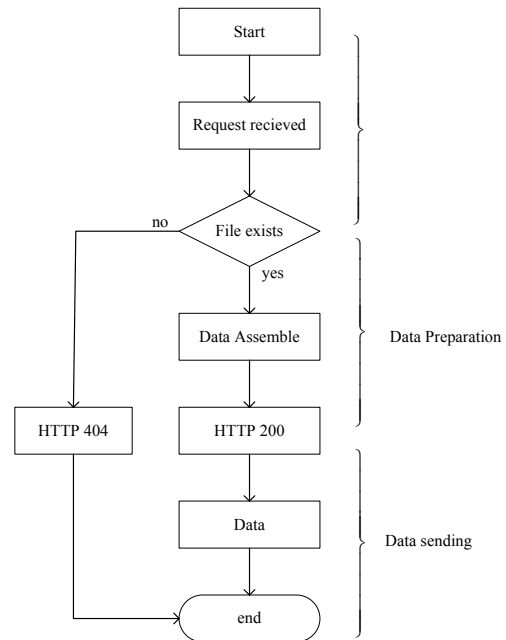 Start
Request recieved
File exists
no
yes
Data Assemble
Data Preparation
HTTP 404
HTTP 200
Data
Data sending
end